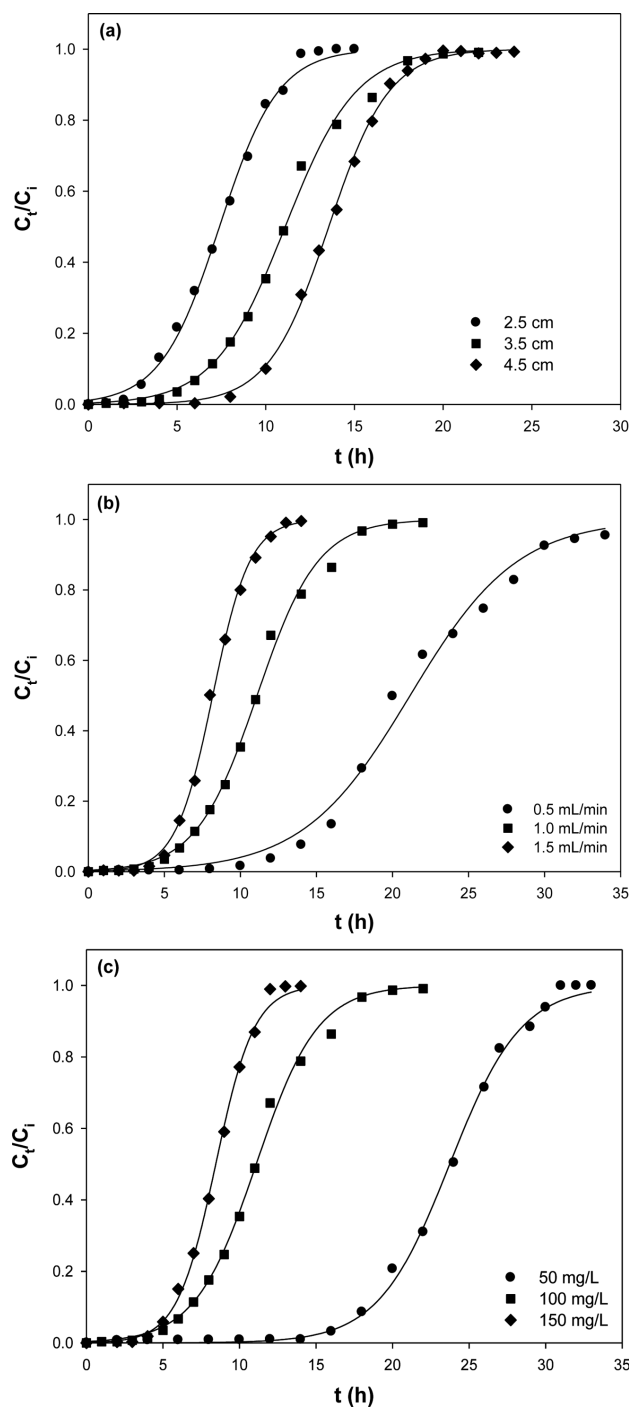 (a)
1.0
0.8
0.6
0.4
0.2
0.0
Ct/Ci
0 5 10 15 20 25 30
t (h)
2.5 cm
3.5 cm
4.5 cm
(b)
1.0
0.8
0.6
0.4
0.2
0.0
Ct/Ci
0 5 10 15 20 25 30 35
t (h)
0.5 mL/min
1.0 mL/min
1.5 mL/min
(c)
1.0
0.8
0.6
0.4
0.2
0.0
Ct/Ci
0 5 10 15 20 25 30 35
t (h)
50 mg/L
100 mg/L
150 mg/L